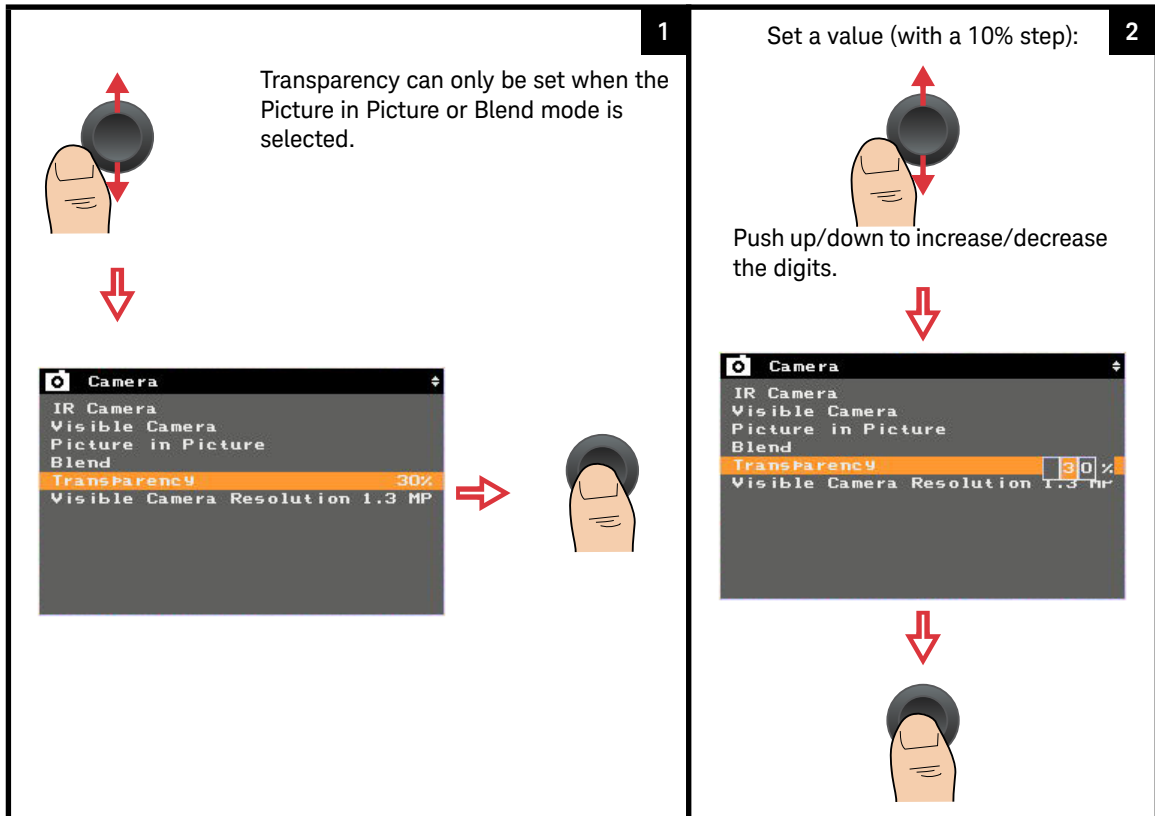 1
Transparency can only be set when the
Picture in Picture or Blend mode is
selected.
Camera
IR Camera
Visible Camera
Picture in Picture
Blend
Transparency 30%
Visible Camera Resolution 1.3 MP
2
Set a value (with a 10% step):
Push up/down to increase/decrease
the digits.
Camera
IR Camera
Visible Camera
Picture in Picture
Blend
Transparency 30%
Visible Camera Resolution 1.3 MP